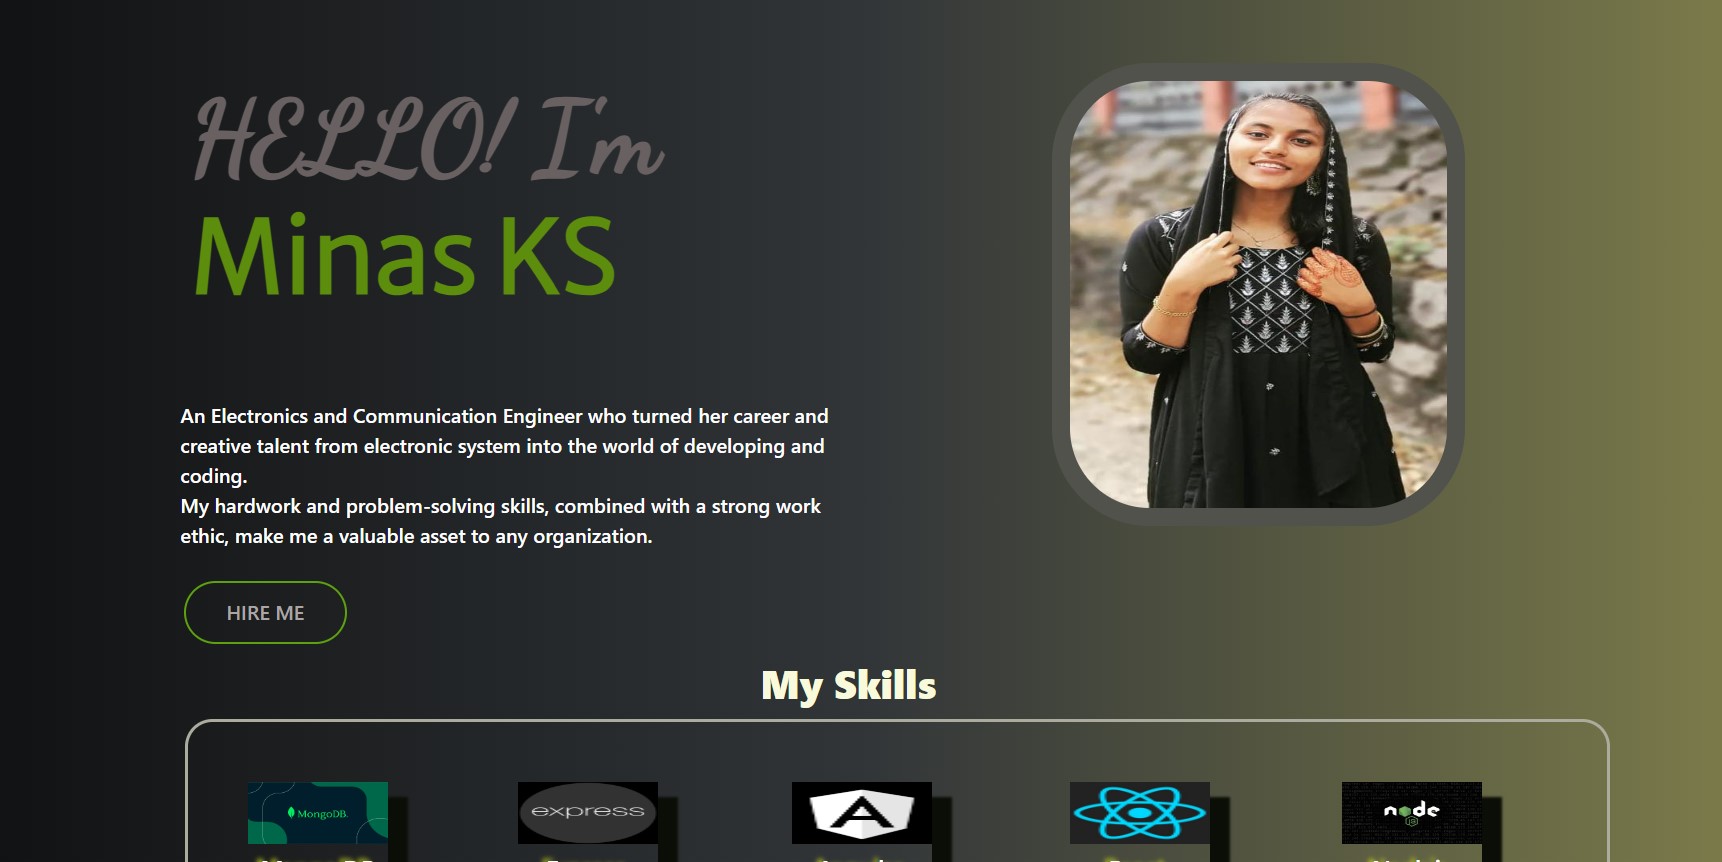 HELLO! I'm
Minas KS
An Electronics and Communication Engineer who turned her career and
creative talent from electronic system into the world of developing and
coding.
My hardwork and problem-solving skills, combined with a strong work
ethic, make me a valuable asset to any organization.
HIRE ME
My Skills
MongoDB. express node
JS